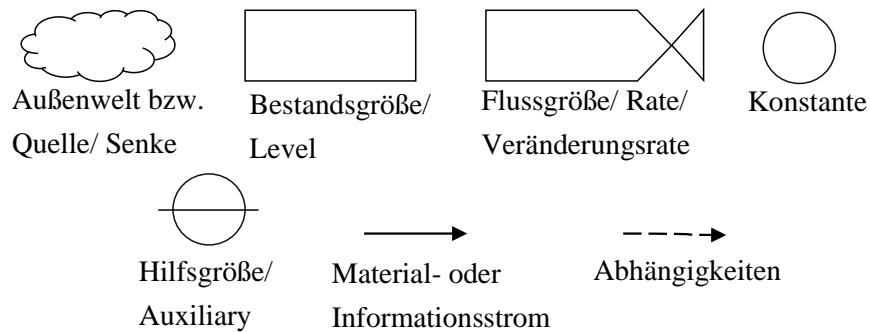 Außenwelt bzw.
Quelle/ Senke
Bestandsgröße/
Level
Flussgröße/ Rate/
Veränderungsrate
Konstante
Hilfsgröße/
Auxiliary
Material- oder
Informationsstrom
Abhängigkeiten